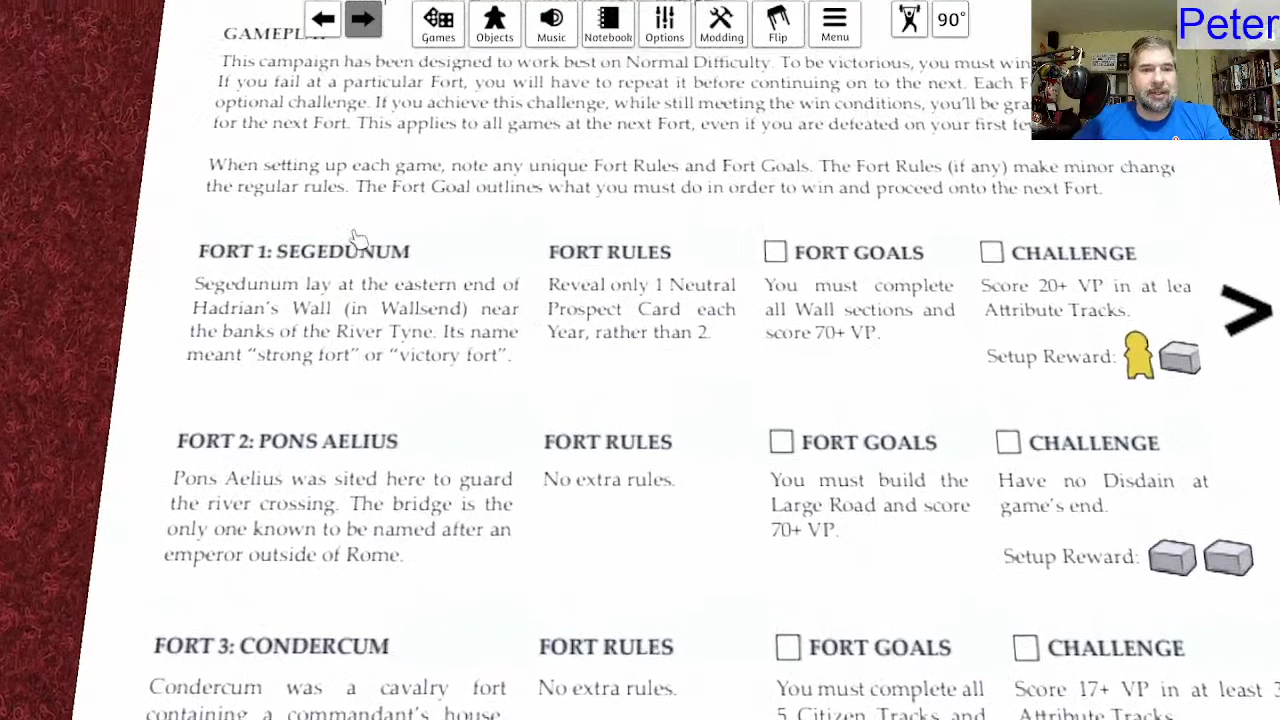 Games
Objects
Music
Notebook
Options
Modding
Flip
Menu
90°
Peter
GAMEPLAY
This campaign has been designed to work best on Normal Difficulty. To be victorious, you must win
If you fail at a particular Fort, you will have to repeat it before continuing on to the next. Each F
optional challenge. If you achieve this challenge, while still meeting the win conditions, you'll be gra
for the next Fort. This applies to all games at the next Fort, even if you are defeated on your first fe
When setting up each game, note any unique Fort Rules and Fort Goals. The Fort Rules (if any) make minor change
the regular rules. The Fort Goal outlines what you must do in order to win and proceed onto the next Fort.
FORT 1: SEGEDUNUM
Segedunum lay at the eastern end of
Hadrian's Wall (in Wallsend) near
the banks of the River Tyne. Its name
meant "strong fort" or "victory fort".
FORT RULES
Reveal only 1 Neutral
Prospect Card each
Year, rather than 2.
FORT GOALS
You must complete
all Wall sections and
score 70+ VP.
CHALLENGE
Score 20+ VP in at lea
Attribute Tracks.
Setup Reward:
>
FORT 2: PONS AELIUS
Pons Aelius was sited here to guard
the river crossing. The bridge is the
only one known to be named after an
emperor outside of Rome.
FORT RULES
No extra rules.
FORT GOALS
You must build the
Large Road and score
70+ VP.
CHALLENGE
Have no Disdain at
game's end.
Setup Reward:
FORT 3: CONDERCUM
Condercum was a cavalry fort
containing a commandant's house,
FORT RULES
No extra rules.
FORT GOALS
You must complete all
5 Citizen Tracks and
CHALLENGE
Score 17+ VP in at least 3
Attribute Tracks.